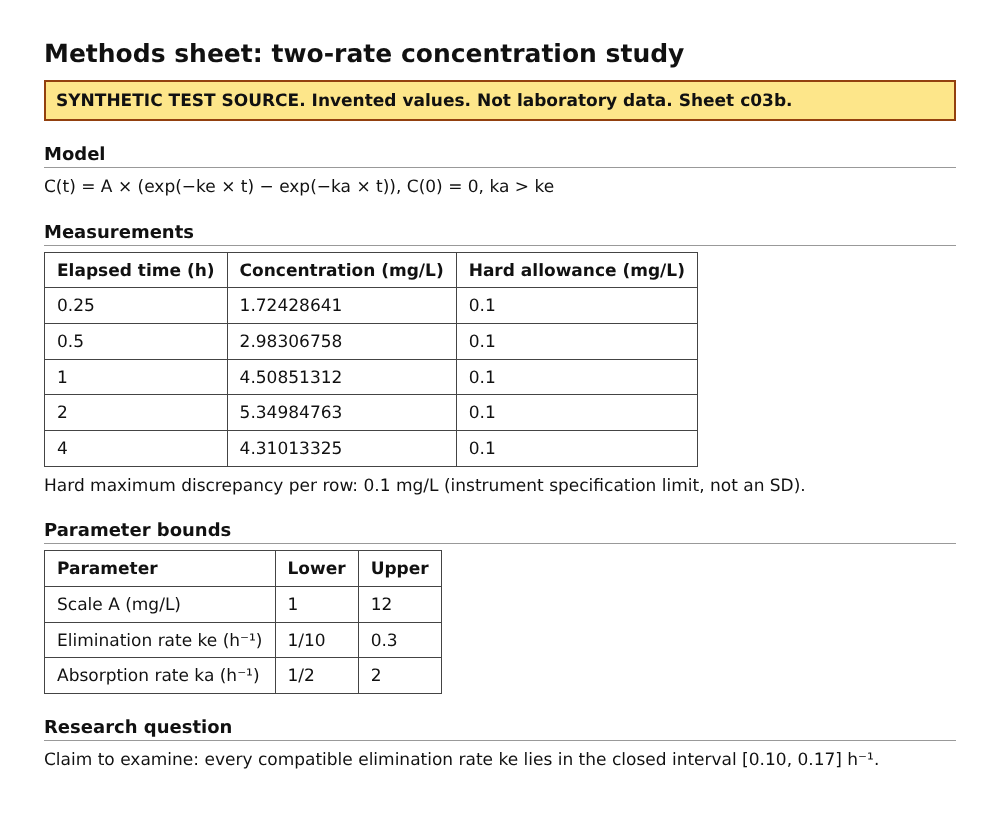 Methods sheet: two-rate concentration study
SYNTHETIC TEST SOURCE. Invented values. Not laboratory data. Sheet c03b.
Model
C(t) = A × (exp(−ke × t) − exp(−ka × t)), C(0) = 0, ka > ke
Measurements
Elapsed time (h) Concentration (mg/L) Hard allowance (mg/L)
0.25 1.72428641 0.1
0.5 2.98306758 0.1
1 4.50851312 0.1
2 5.34984763 0.1
4 4.31013325 0.1
Hard maximum discrepancy per row: 0.1 mg/L (instrument specification limit, not an SD).
Parameter bounds
Parameter Lower Upper
Scale A (mg/L) 1 12
Elimination rate ke (h⁻¹) 1/10 0.3
Absorption rate ka (h⁻¹) 1/2 2
Research question
Claim to examine: every compatible elimination rate ke lies in the closed interval [0.10, 0.17] h⁻¹.